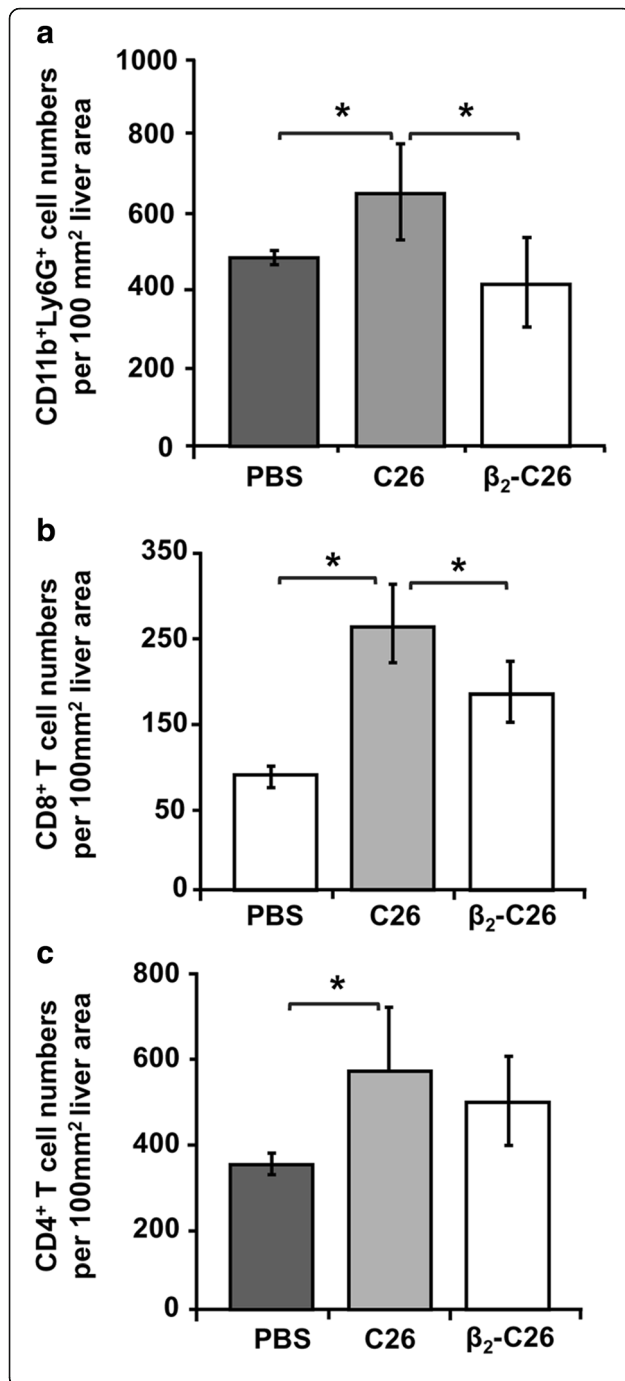 a
CD11b⁺Ly6G⁺ cell numbers
per 100 mm² liver area
1000
800
600
400
200
0
*
*
PBS
C26
β₂-C26
b
CD8⁺ T cell numbers
per 100mm² liver area
350
250
150
50
0
*
*
PBS
C26
β₂-C26
c
CD4⁺ T cell numbers
per 100mm² liver area
800
600
400
200
0
*
PBS
C26
β₂-C26